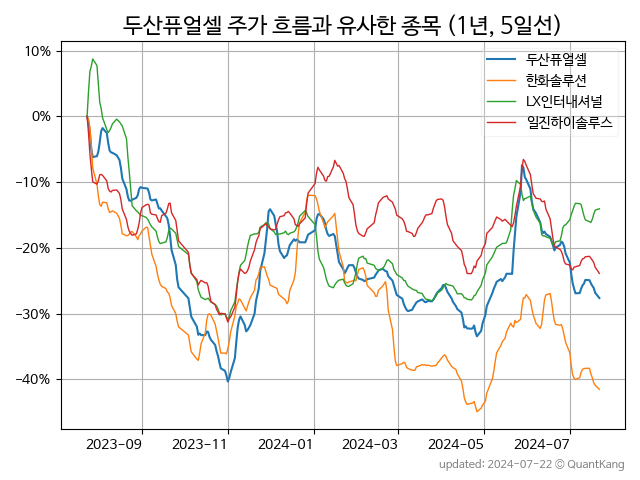 두산퓨얼셀 주가 흐름과 유사한 종목 (1년, 5일선)
두산퓨얼셀
한화솔루션
LX인터내셔널
일진하이솔루스
10%
0%
−10%
−20%
−30%
−40%
2023-09 2023-11 2024-01 2024-03 2024-05 2024-07
updated: 2024-07-22 © QuantKang